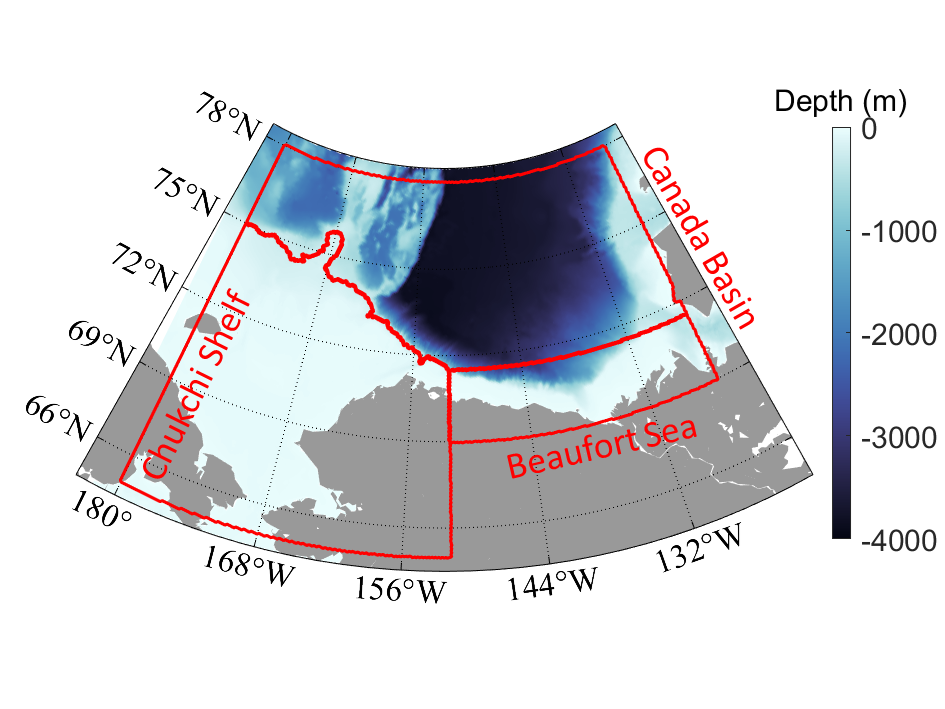 Depth (m)
0
-1000
-2000
-3000
-4000
78°N
75°N
72°N
69°N
66°N
180°
168°W
156°W
144°W
132°W
Canada Basin
Chukchi Shelf
Beaufort Sea